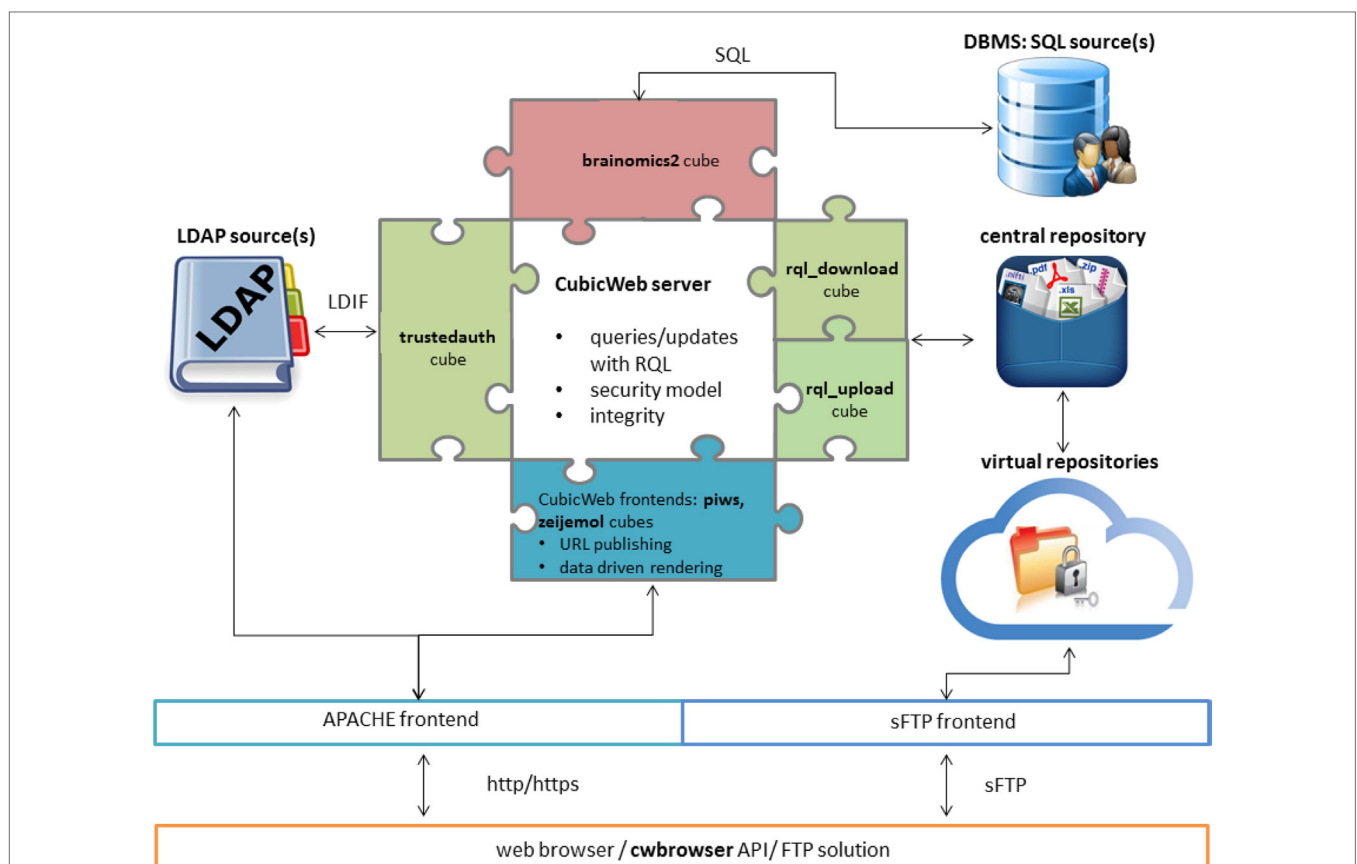 DBMS: SQL source(s)
SQL
brainomics2 cube
LDAP source(s)
LDAP
LDIF
trustedauth
cube
CubicWeb server
• queries/updates
with RQL
• security model
• integrity
rql_download
cube
rql_upload
cube
central repository
.nifti
.pdf
.zip
.xls
virtual repositories
CubicWeb frontends: piws,
zeijemol cubes
• URL publishing
• data driven rendering
APACHE frontend
sFTP frontend
http/https
sFTP
web browser / cwbrowser API/ FTP solution